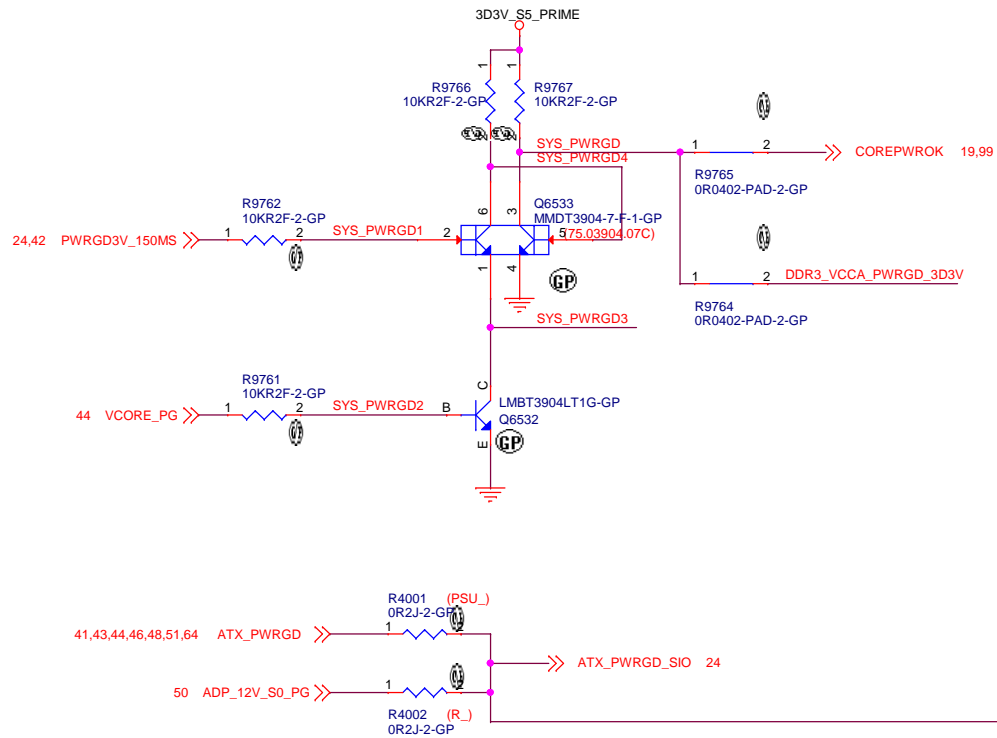 3D3V_S5_PRIME
1
1
R9766
10KR2F-2-GP
R9767
10KR2F-2-GP
SYS_PWRGD
SYS_PWRGD4
1
2
COREPWROK 19,99
R9765
0R0402-PAD-2-GP
6
3
Q6533
MMDT3904-7-F-1-GP
(75.03904.07C)
R9762
10KR2F-2-GP
24,42 PWRGD3V_150MS
1
2
SYS_PWRGD1
2
5
1
4
GP
1
2
DDR3_VCCA_PWRGD_3D3V
R9764
0R0402-PAD-2-GP
SYS_PWRGD3
R9761
10KR2F-2-GP
44 VCORE_PG
1
2
SYS_PWRGD2
B
C
E
LMBT3904LT1G-GP
Q6532
GP
R4001 (PSU_)
0R2J-2-GP
41,43,44,46,48,51,64 ATX_PWRGD
1
2
ATX_PWRGD_SIO 24
50 ADP_12V_S0_PG
1
2
R4002 (R_)
0R2J-2-GP